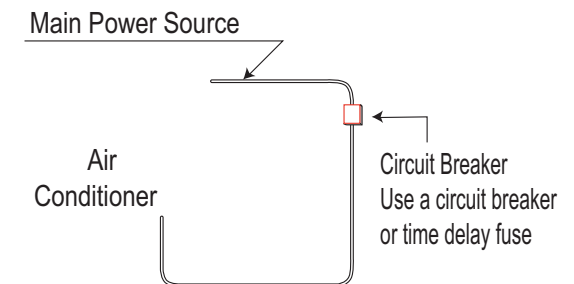 Main Power Source
Air
Conditioner
Circuit Breaker
Use a circuit breaker
or time delay fuse